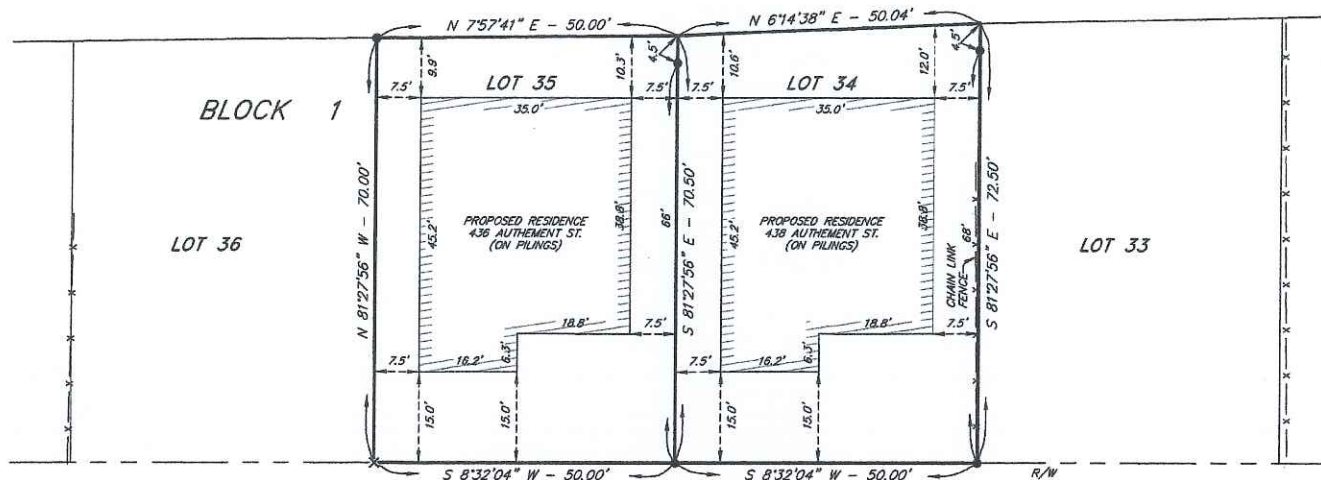 N 7°57'41" E - 50.00'
N 6°14'38" E - 50.04'
4.5'
4.5'
9.9'
10.3'
10.6'
12.0'
LOT 35
LOT 34
7.5'
7.5'
7.5'
7.5'
35.0'
35.0'
BLOCK 1
N 81°27'56" W - 70.00'
45.2'
PROPOSED RESIDENCE
436 AUTHEMENT ST.
(ON PILINGS)
38.8'
66'
S 81°27'56" E - 70.50'
45.2'
PROPOSED RESIDENCE
438 AUTHEMENT ST.
(ON PILINGS)
38.8'
CHAIN LINK
FENCE
68'
S 81°27'56" E - 72.50'
LOT 36
LOT 33
18.8'
7.5'
18.8'
7.5'
7.5'
16.2'
6.3'
7.5'
16.2'
6.3'
15.0'
15.0'
15.0'
15.0'
S 8°32'04" W - 50.00'
S 8°32'04" W - 50.00'
R/W